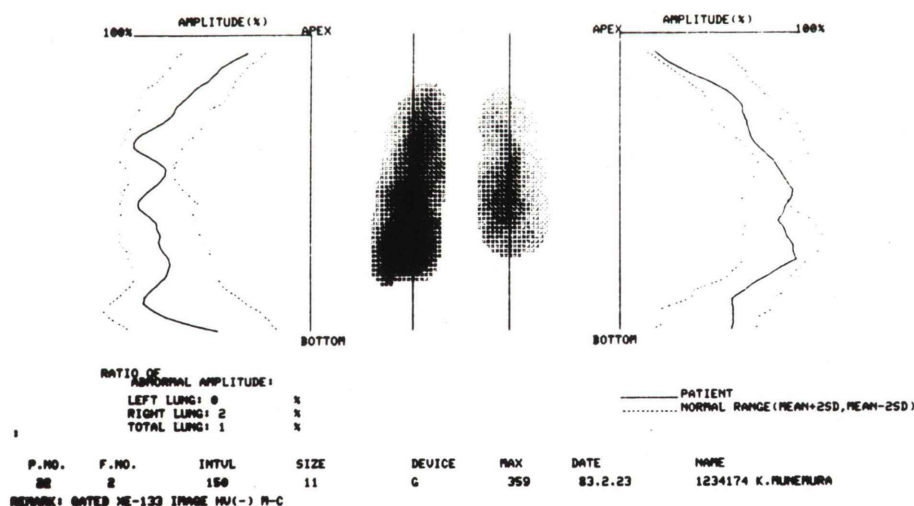 AMPLITUDE(%)
100%
APEX
BOTTOM
AMPLITUDE(%)
APEX
100%
BOTTOM
RATIO OF
ABNORMAL AMPLITUDE:
LEFT LUNG: 0 %
RIGHT LUNG: 2 %
TOTAL LUNG: 1 %
PATIENT
NORMAL RANGE(MEAN+2SD,MEAN-2SD)
:
P.NO. F.NO. INTVL SIZE DEVICE MAX DATE NAME
2 150 11 G 359 83.2.23 1234174 K.MUNEMURA
REMARK: GATED XE-133 IMAGE HV(-) M-C